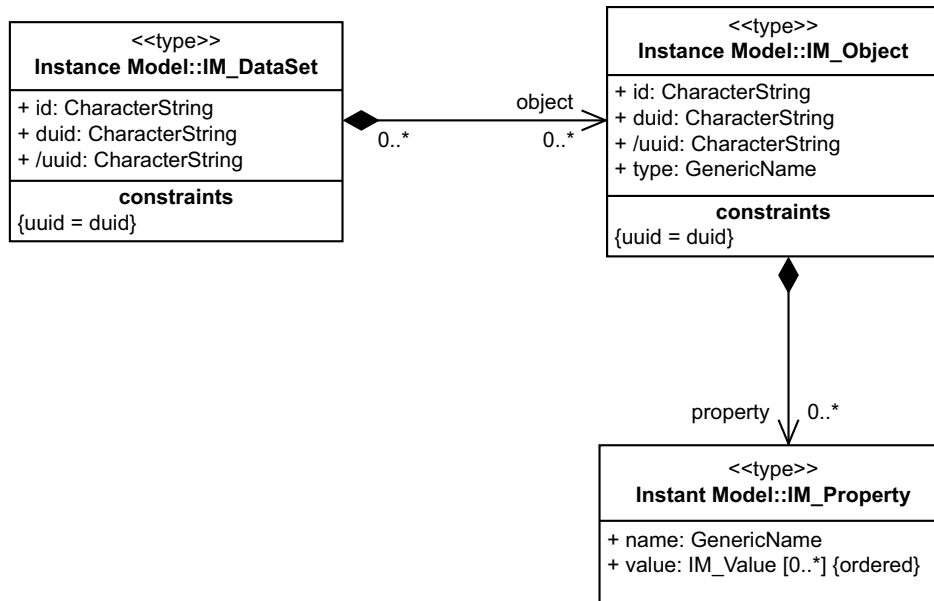 <<type>>
Instance Model::IM_DataSet
+ id: CharacterString
+ duid: CharacterString
+ /uuid: CharacterString
constraints
{uuid = duid}
object
0..*
0..*
<<type>>
Instance Model::IM_Object
+ id: CharacterString
+ duid: CharacterString
+ /uuid: CharacterString
+ type: GenericName
constraints
{uuid = duid}
property
0..*
<<type>>
Instant Model::IM_Property
+ name: GenericName
+ value: IM_Value [0..*] {ordered}